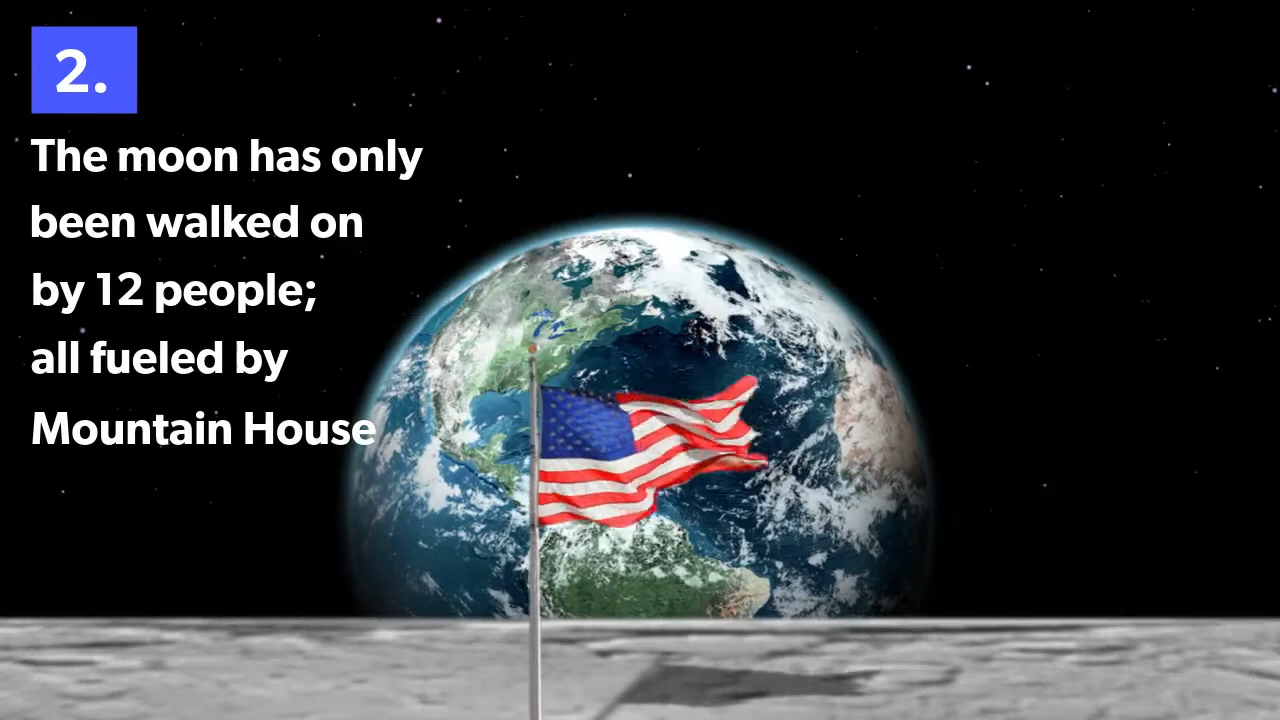 2.
The moon has only
been walked on
by 12 people;
all fueled by
Mountain House